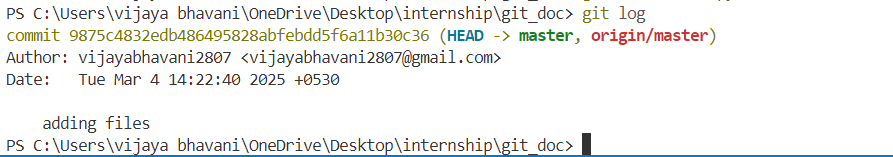 PS C:\Users\vijaya bhavani\OneDrive\Desktop\internship\git_doc> git log
commit 9875c4832edb486495828abfebdd5f6a11b30c36 (HEAD -> master, origin/master)
Author: vijayabhavani2807 <vijayabhavani2807@gmail.com>
Date:   Tue Mar 4 14:22:40 2025 +0530

    adding files
PS C:\Users\vijaya bhavani\OneDrive\Desktop\internship\git_doc>